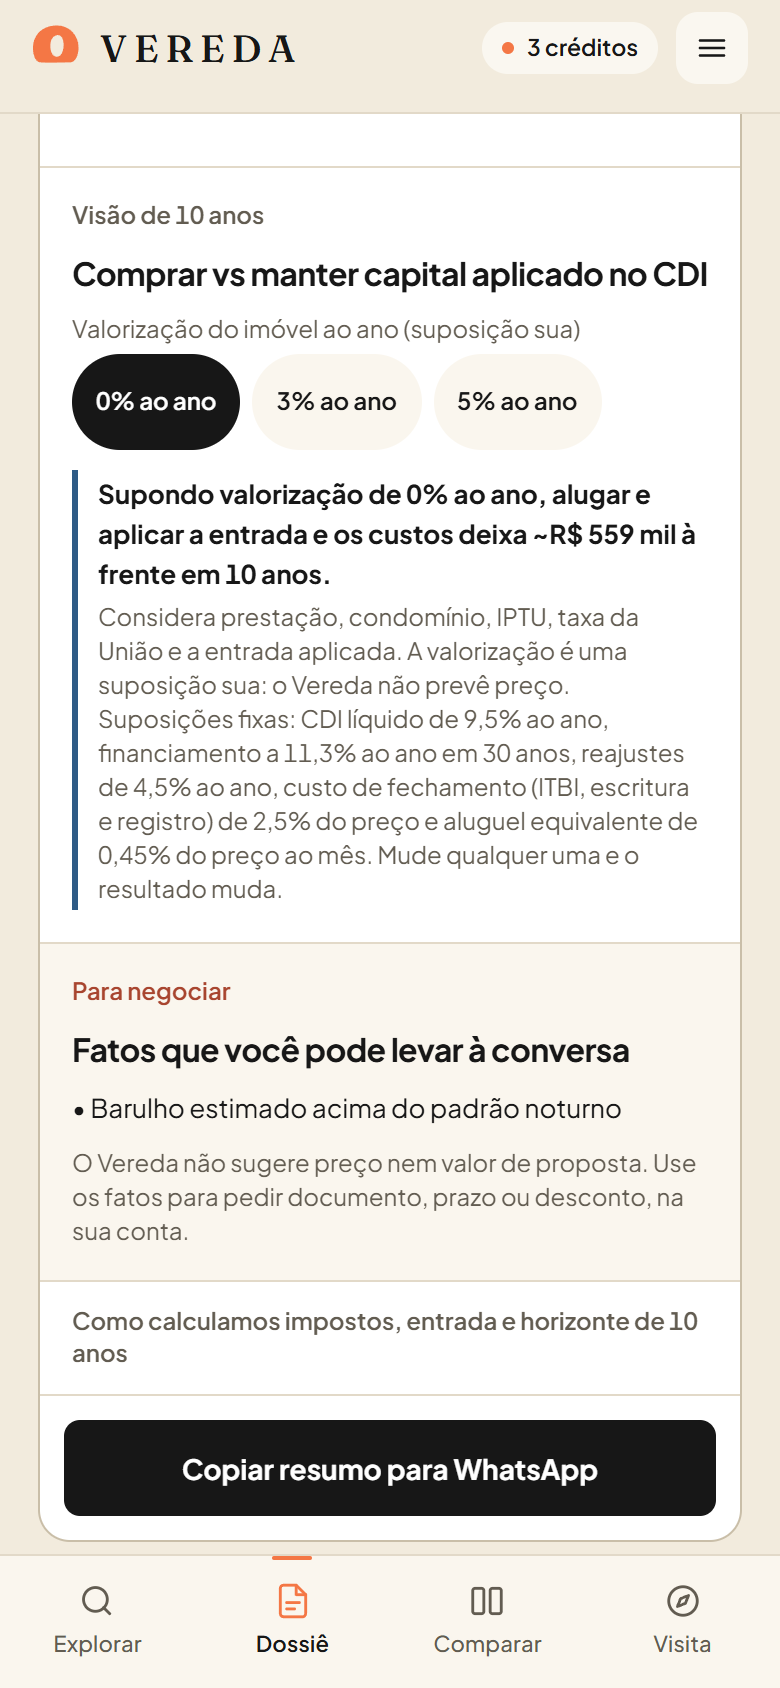 VEREDA
3 créditos
Visão de 10 anos
Comprar vs manter capital aplicado no CDI
Valorização do imóvel ao ano (suposição sua)
0% ao ano
3% ao ano
5% ao ano
Supondo valorização de 0% ao ano, alugar e
aplicar a entrada e os custos deixa ~R$ 559 mil à
frente em 10 anos.
Considera prestação, condomínio, IPTU, taxa da
União e a entrada aplicada. A valorização é uma
suposição sua: o Vereda não prevê preço.
Suposições fixas: CDI líquido de 9,5% ao ano,
financiamento a 11,3% ao ano em 30 anos, reajustes
de 4,5% ao ano, custo de fechamento (ITBI, escritura
e registro) de 2,5% do preço e aluguel equivalente de
0,45% do preço ao mês. Mude qualquer uma e o
resultado muda.
Para negociar
Fatos que você pode levar à conversa
• Barulho estimado acima do padrão noturno
O Vereda não sugere preço nem valor de proposta. Use
os fatos para pedir documento, prazo ou desconto, na
sua conta.
Como calculamos impostos, entrada e horizonte de 10
anos
Copiar resumo para WhatsApp
Explorar
Dossiê
Comparar
Visita